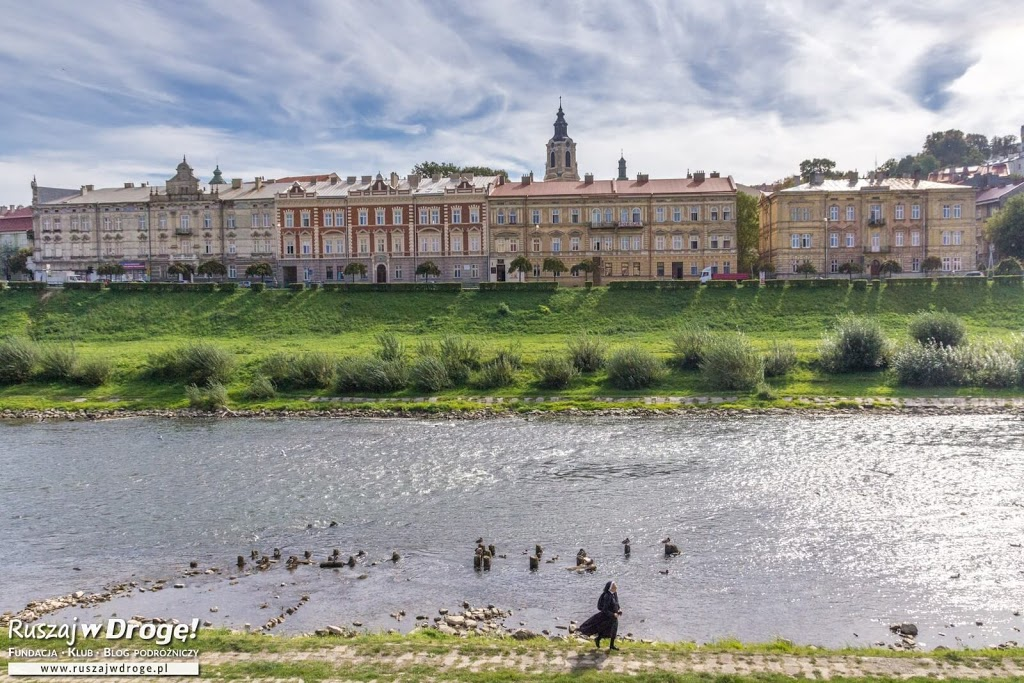 Ruszaj w Drogę!
Fundacja • Klub • Blog podróżniczy
www.ruszajwdroge.pl